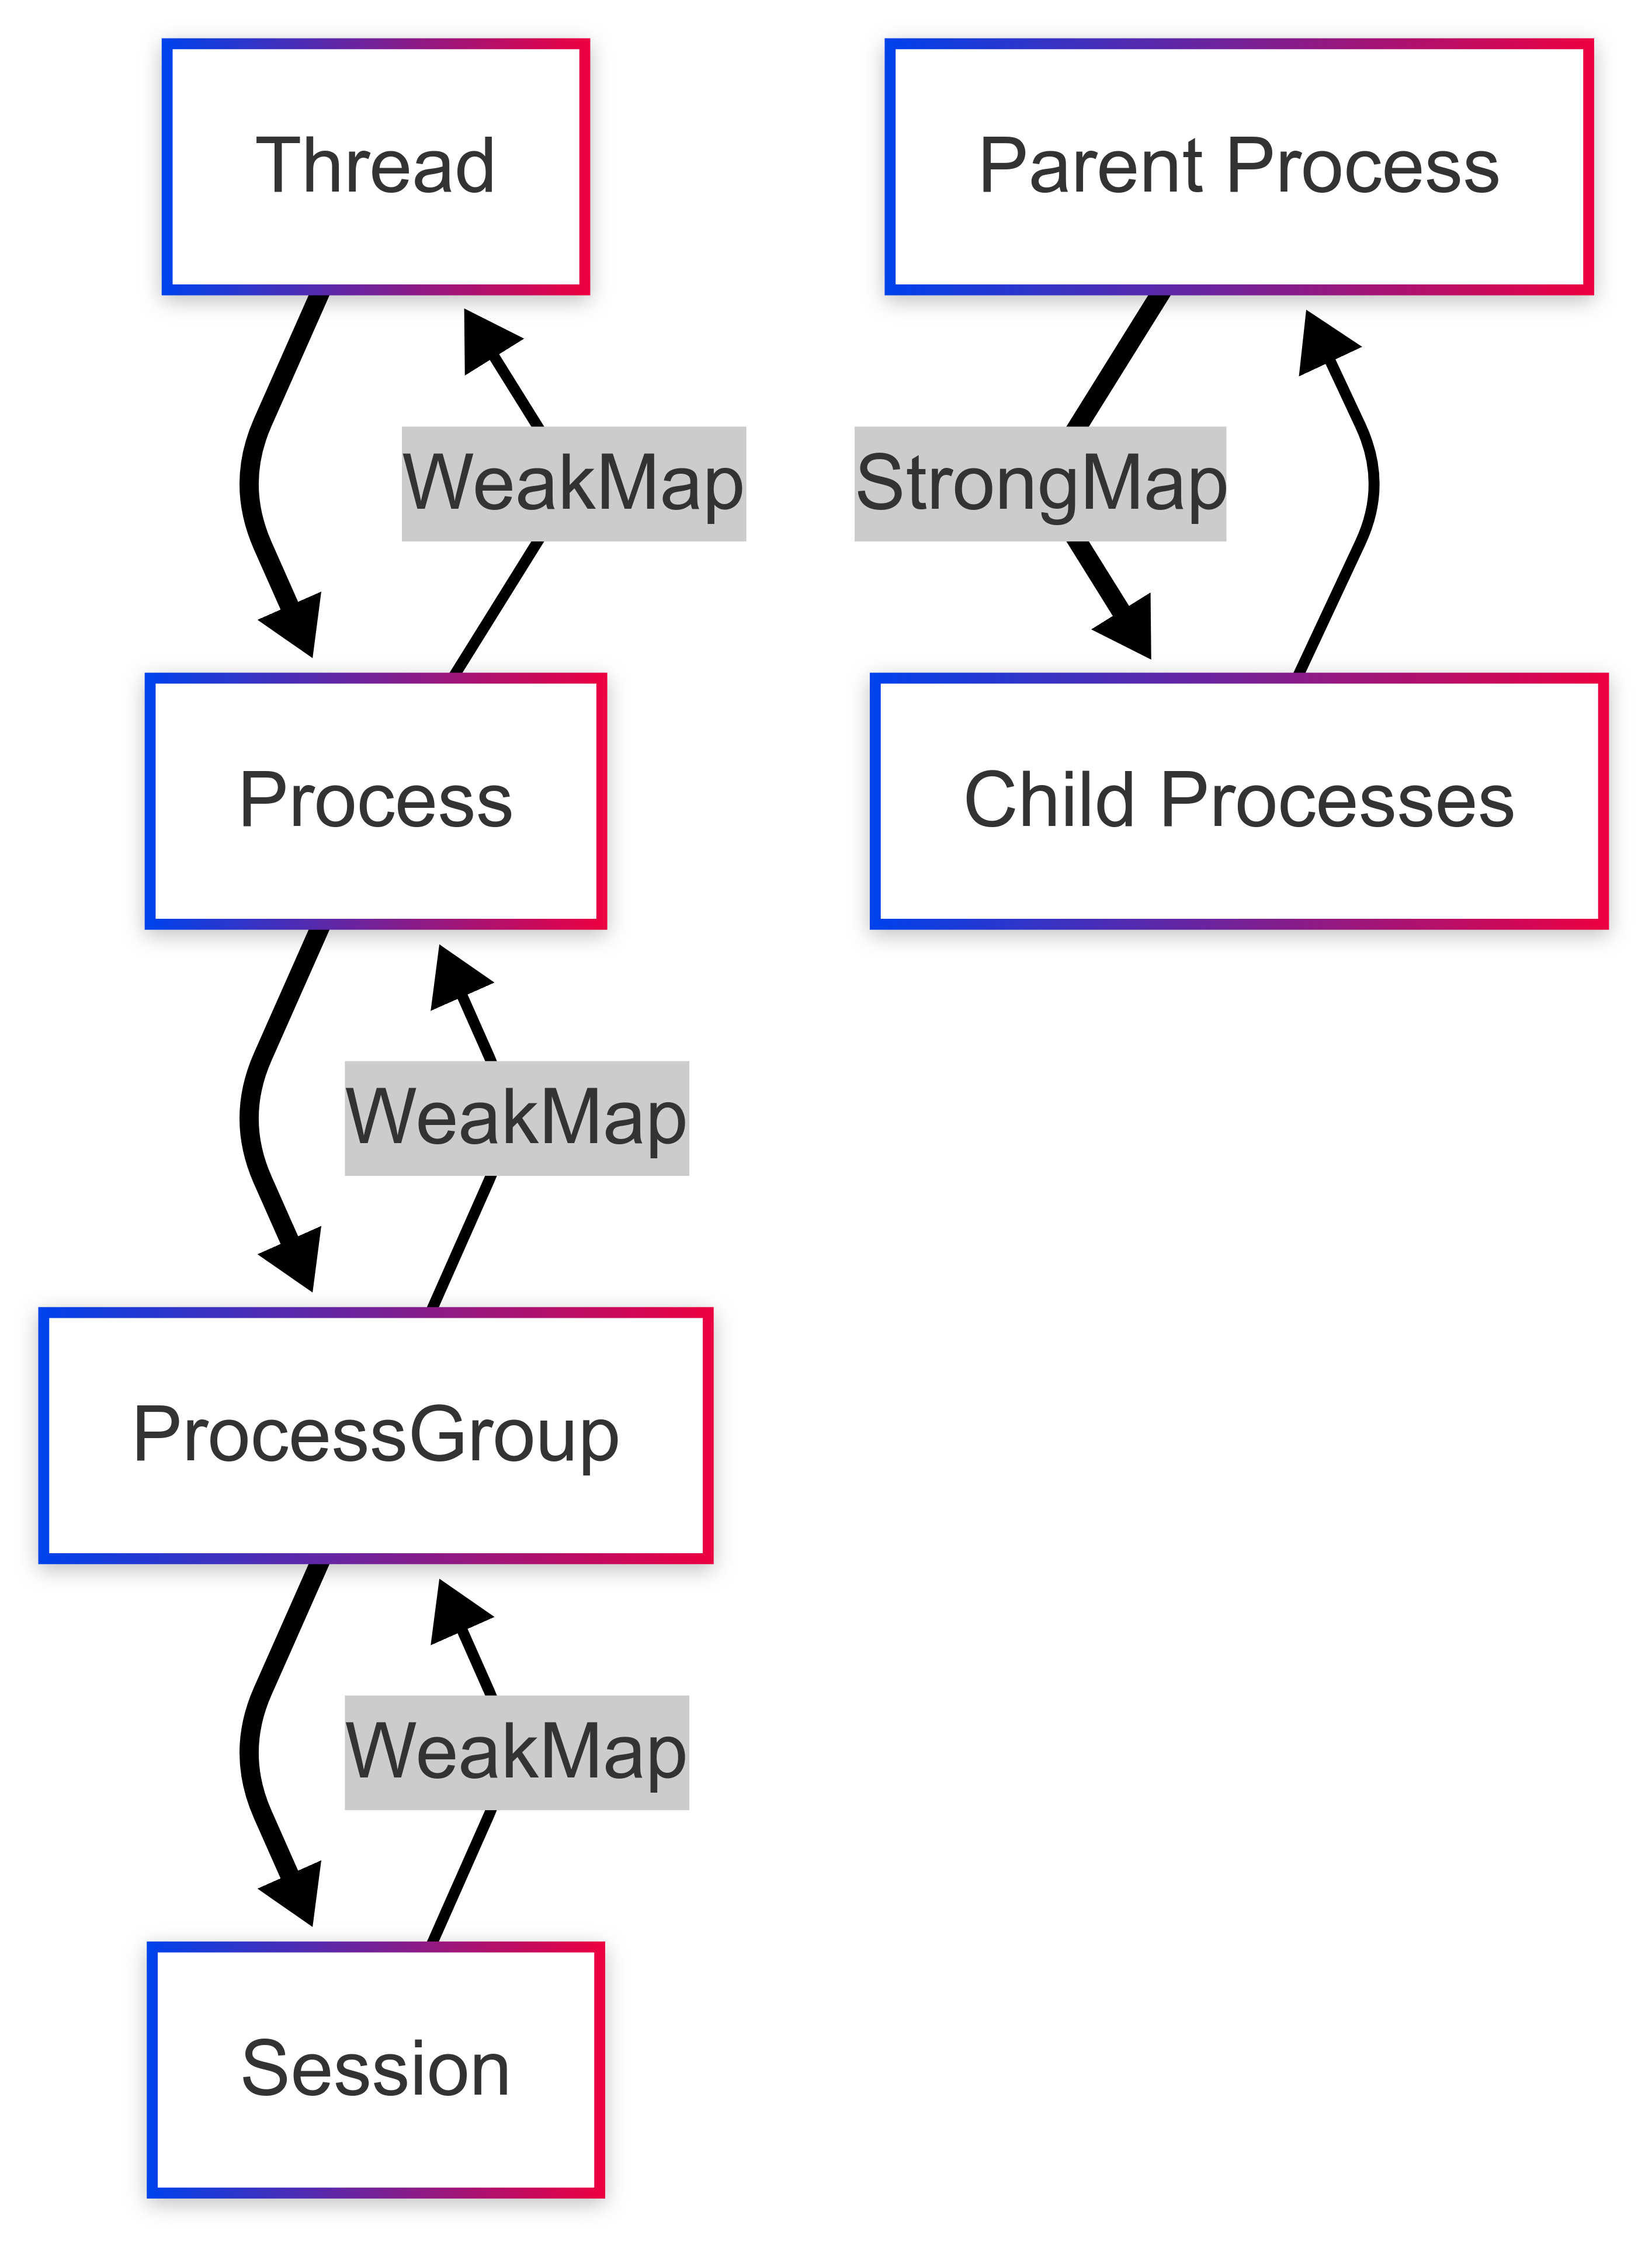 Thread
Parent Process
WeakMap
StrongMap
Process
Child Processes
WeakMap
ProcessGroup
WeakMap
Session